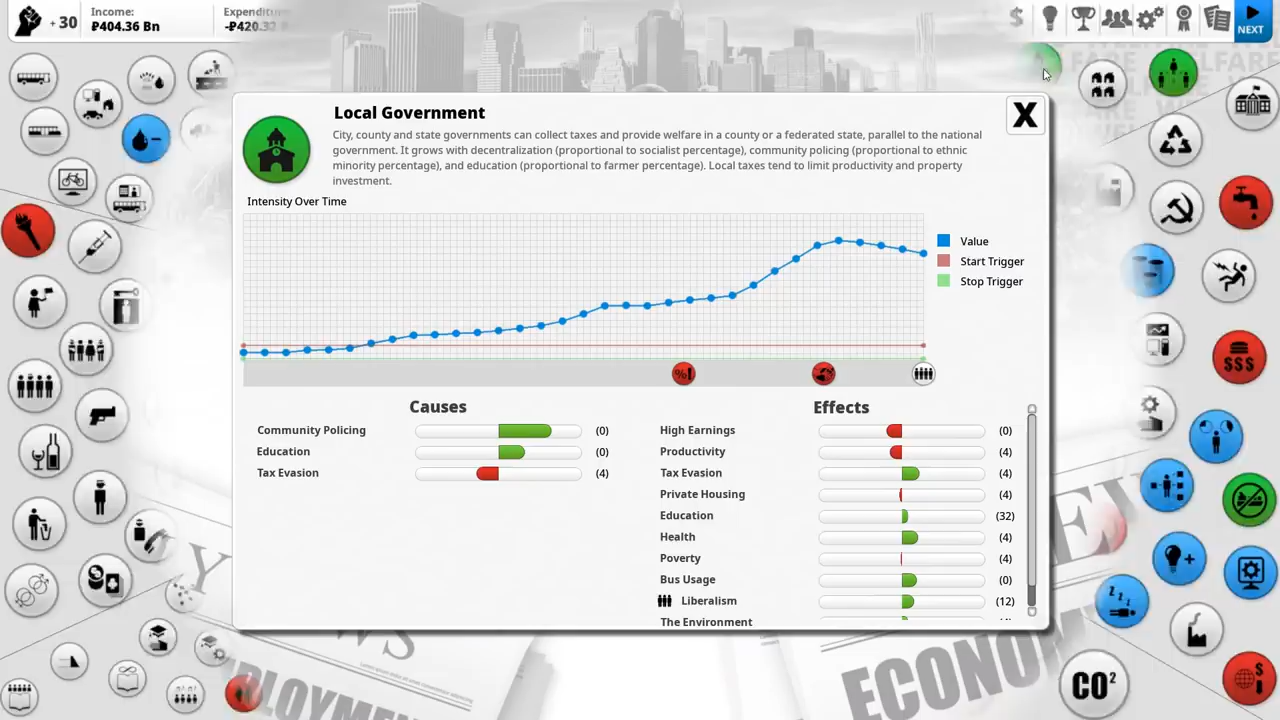 + 30
Income:
₽404.36 Bn
Expenditu
-₽420.32
NEXT
Local Government
X
City, county and state governments can collect taxes and provide welfare in a county or a federated state, parallel to the national
government. It grows with decentralization (proportional to socialist percentage), community policing (proportional to ethnic
minority percentage), and education (proportional to farmer percentage). Local taxes tend to limit productivity and property
investment.
Intensity Over Time
Value
Start Trigger
Stop Trigger
Causes
Community Policing (0)
Education (0)
Tax Evasion (4)
Effects
High Earnings (0)
Productivity (4)
Tax Evasion (4)
Private Housing (4)
Education (32)
Health (4)
Poverty (4)
Bus Usage (0)
Liberalism (12)
The Environment
$$$
CO²
ECONOM
PLOYMEN